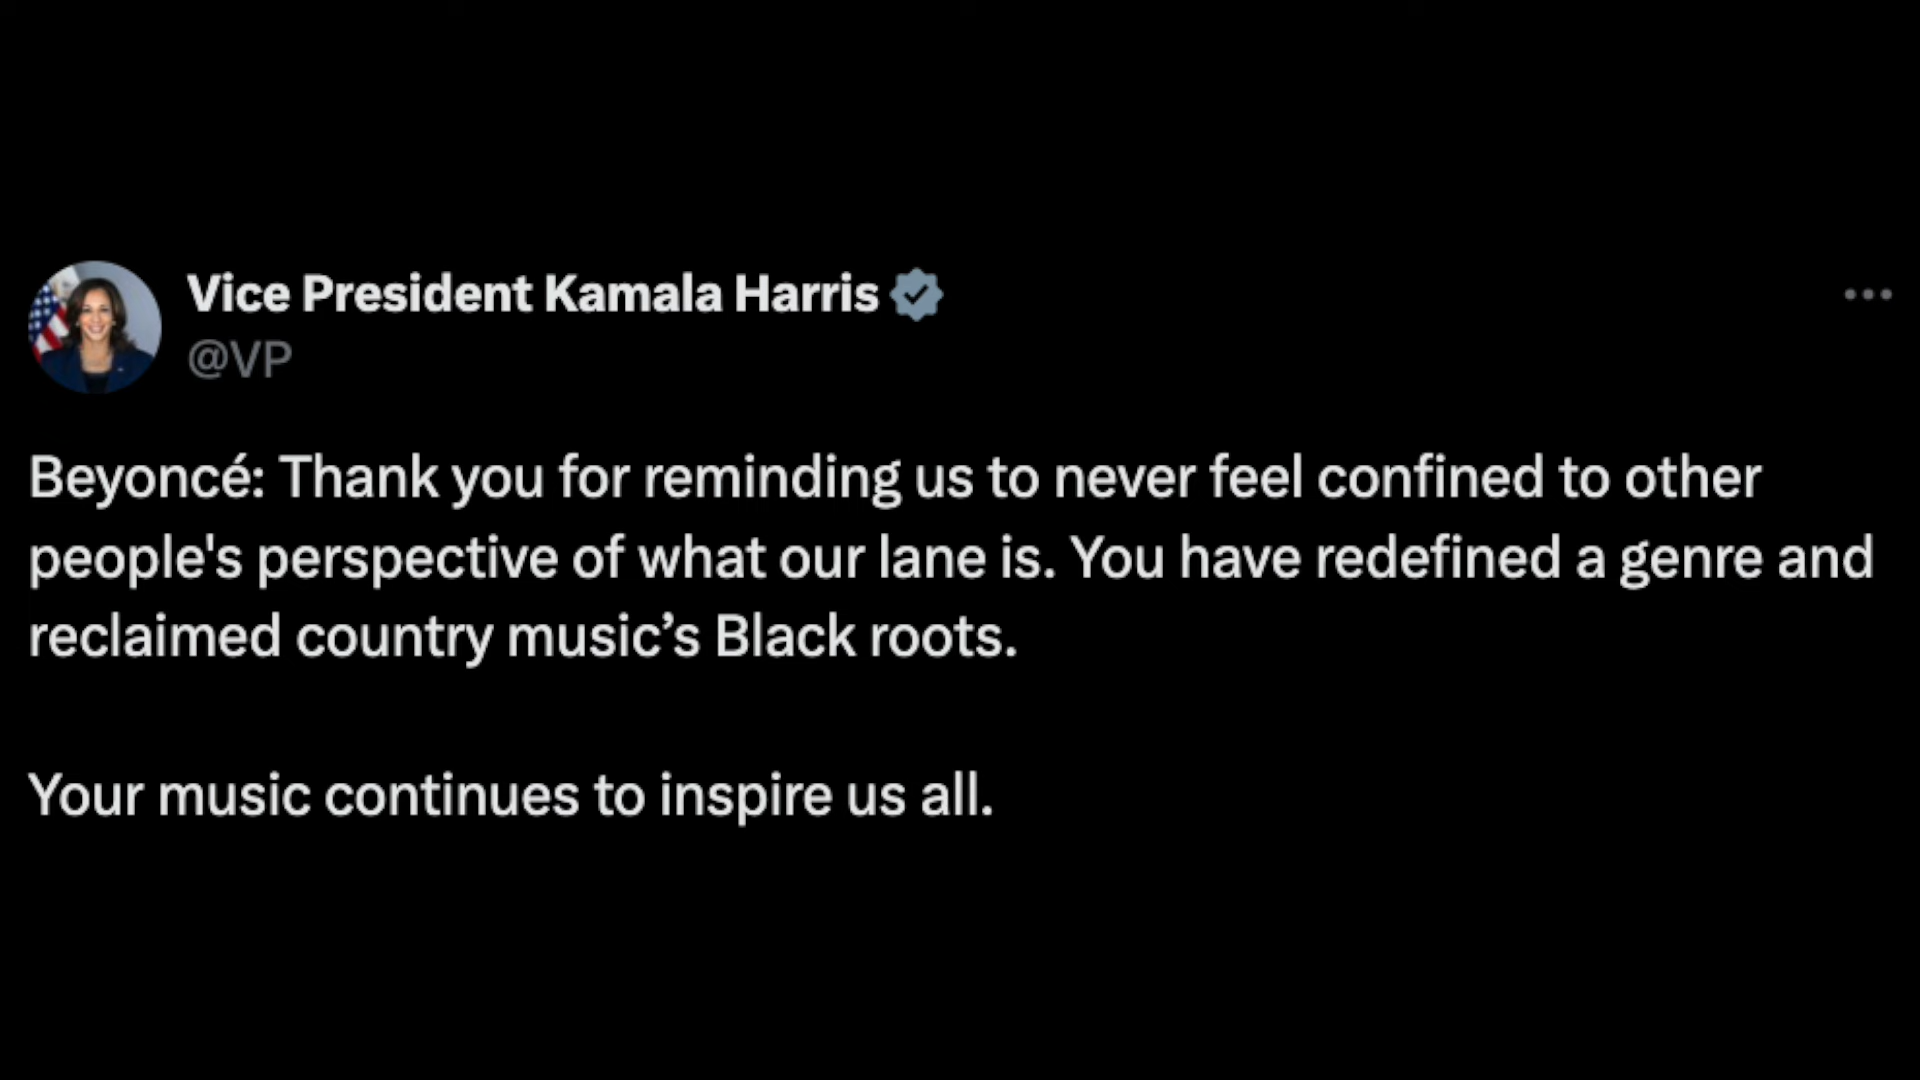 Vice President Kamala Harris
@VP
Beyoncé: Thank you for reminding us to never feel confined to other
people's perspective of what our lane is. You have redefined a genre and
reclaimed country music’s Black roots.
Your music continues to inspire us all.